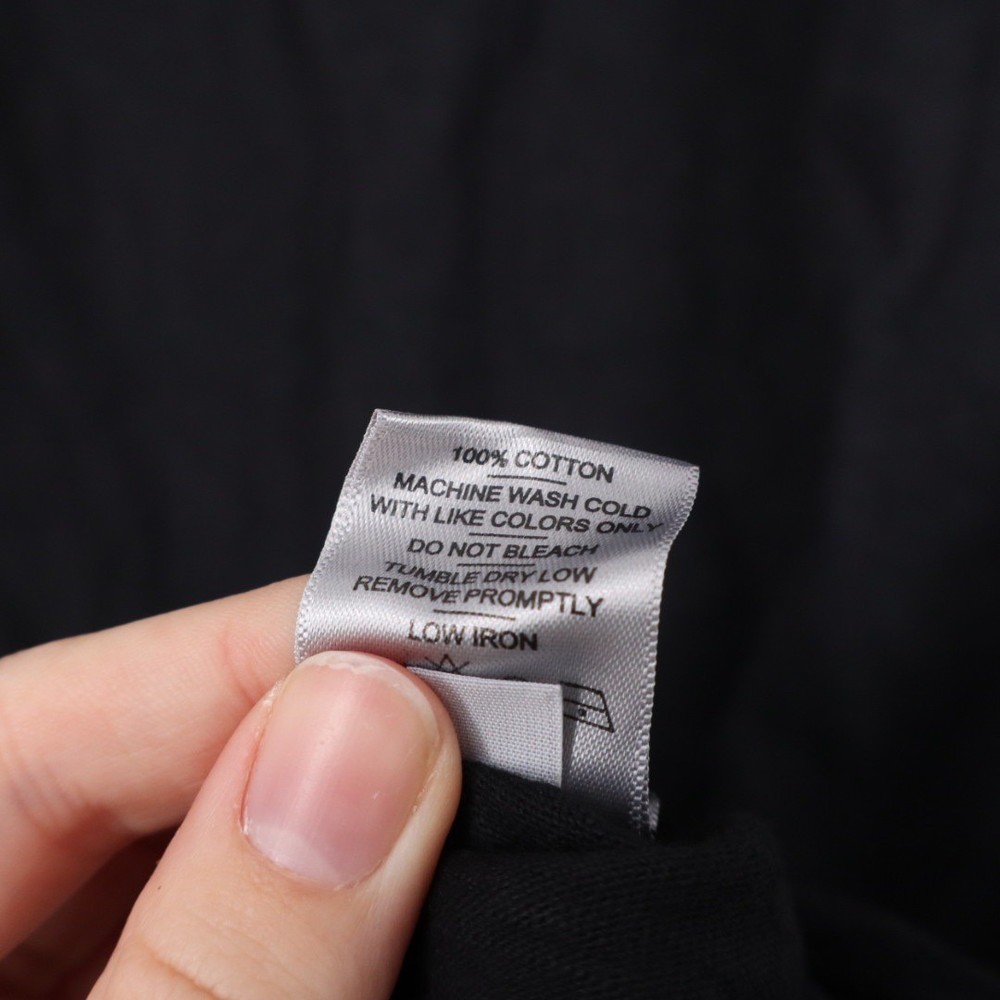 100% COTTON
MACHINE WASH COLD
WITH LIKE COLORS ONLY
DO NOT BLEACH
TUMBLE DRY LOW
REMOVE PROMPTLY
LOW IRON